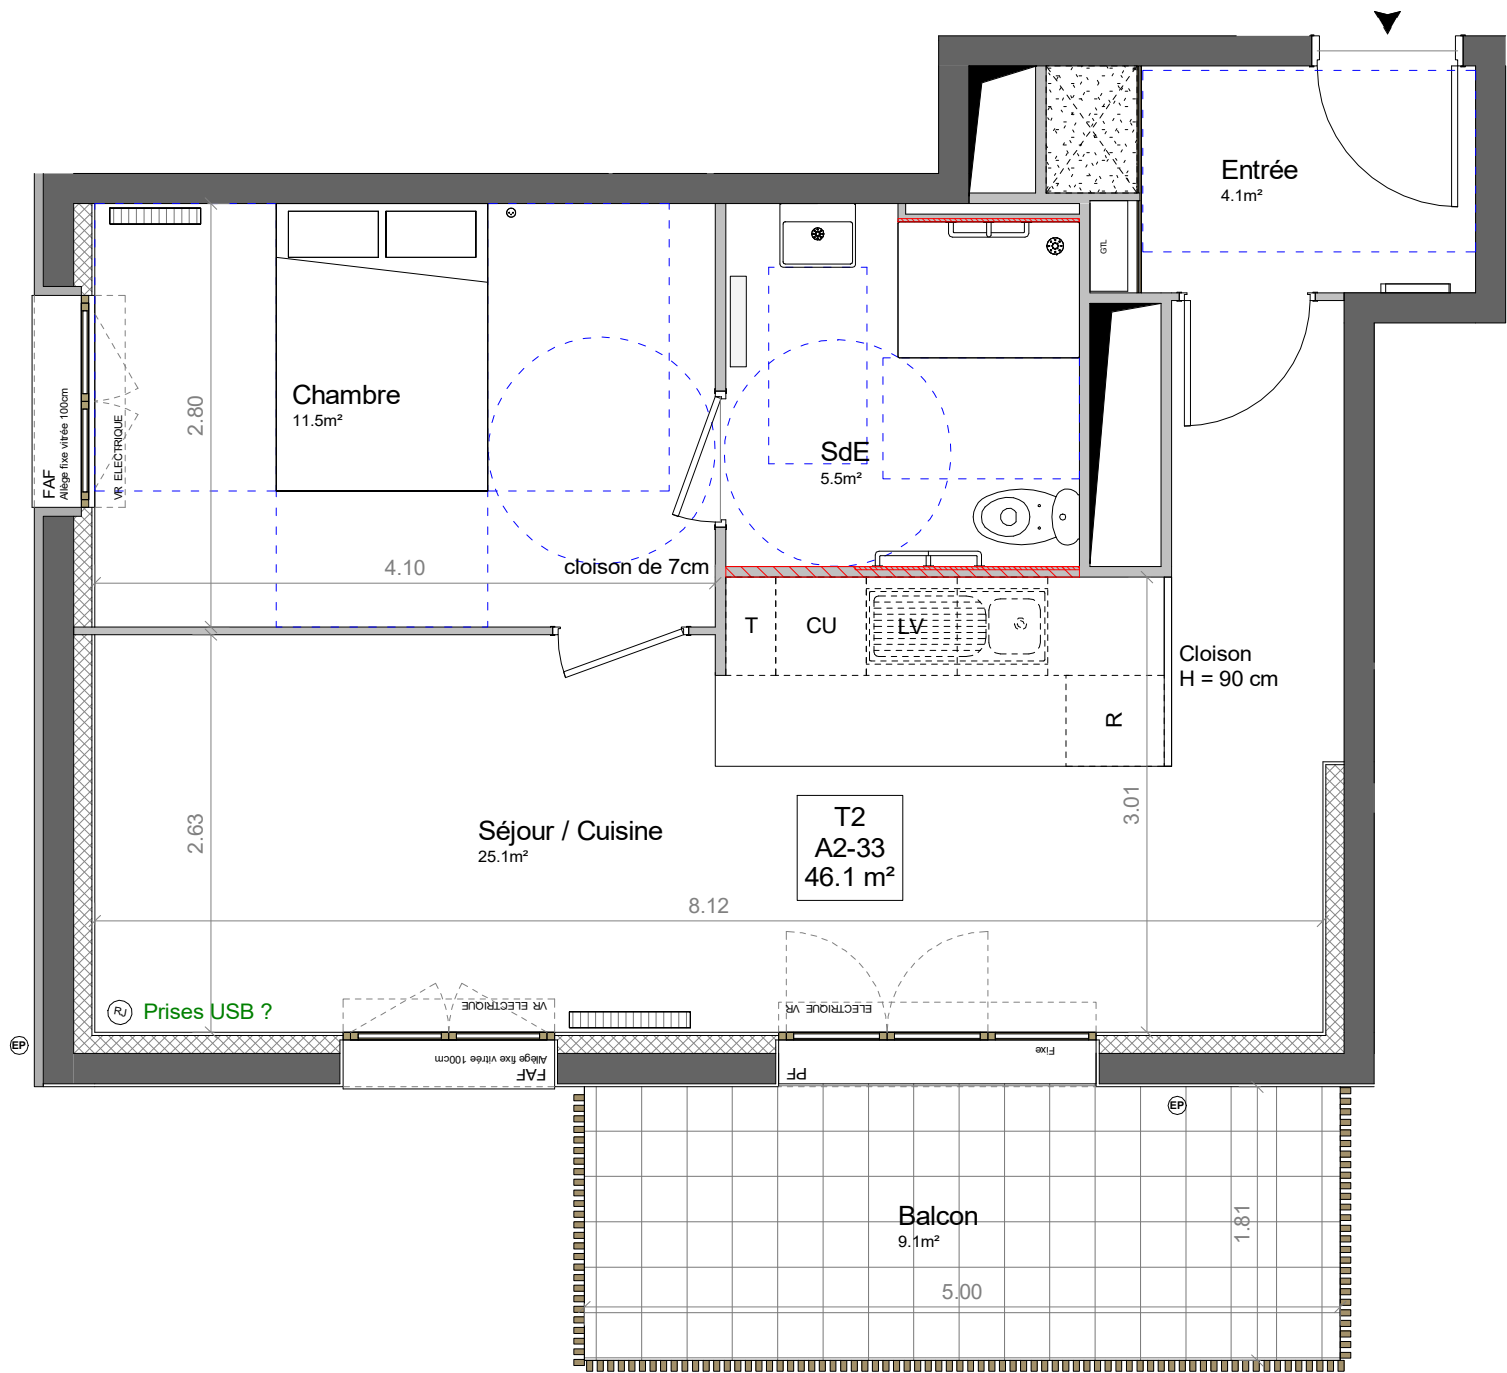 Entrée
4.1m²
GTL
Chambre
11.5m²
2.80
FAF
Allège fixe vitrée 100cm
VR ELECTRIQUE
SdE
5.5m²
4.10
cloison de 7cm
T
CU
LV
R
Cloison
H = 90 cm
Séjour / Cuisine
25.1m²
2.63
T2
A2-33
46.1 m²
3.01
8.12
RJ
Prises USB ?
EP
VR ELECTRIQUE
Allège fixe vitrée 100cm
FAF
ELECTRIQUE VR
Fixe
PF
EP
Balcon
9.1m²
1.81
5.00